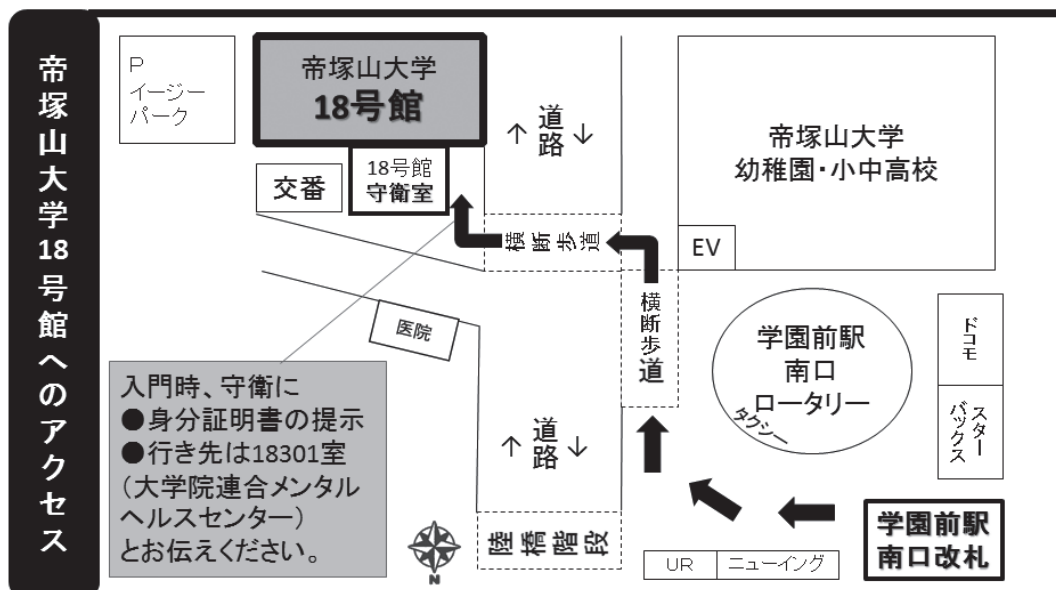 帝塚山大学18号館へのアクセス
P
イージー
パーク
帝塚山大学
18号館
↑道路↓
帝塚山大学
幼稚園・小中高校
交番
18号館
守衛室
横断歩道
EV
横断歩道
医院
学園前駅
南口
ロータリー
タクシー
ドコモ
スター
バックス
入門時、守衛に
●身分証明書の提示
●行き先は18301室
（大学院連合メンタル
ヘルスセンター）
とお伝えください。
↑道路↓
陸橋階段
N
UR
ニューイング
学園前駅
南口改札